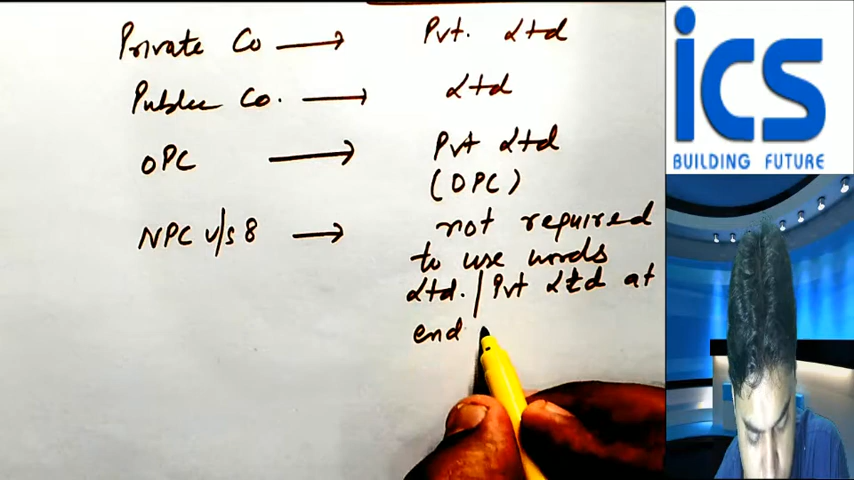 Private Co → Pvt. Ltd
Public Co. → Ltd
OPC → Pvt Ltd
(OPC)
NPC u/s 8 → not required
to use words
Ltd. / Pvt Ltd at
end
ICS
BUILDING FUTURE